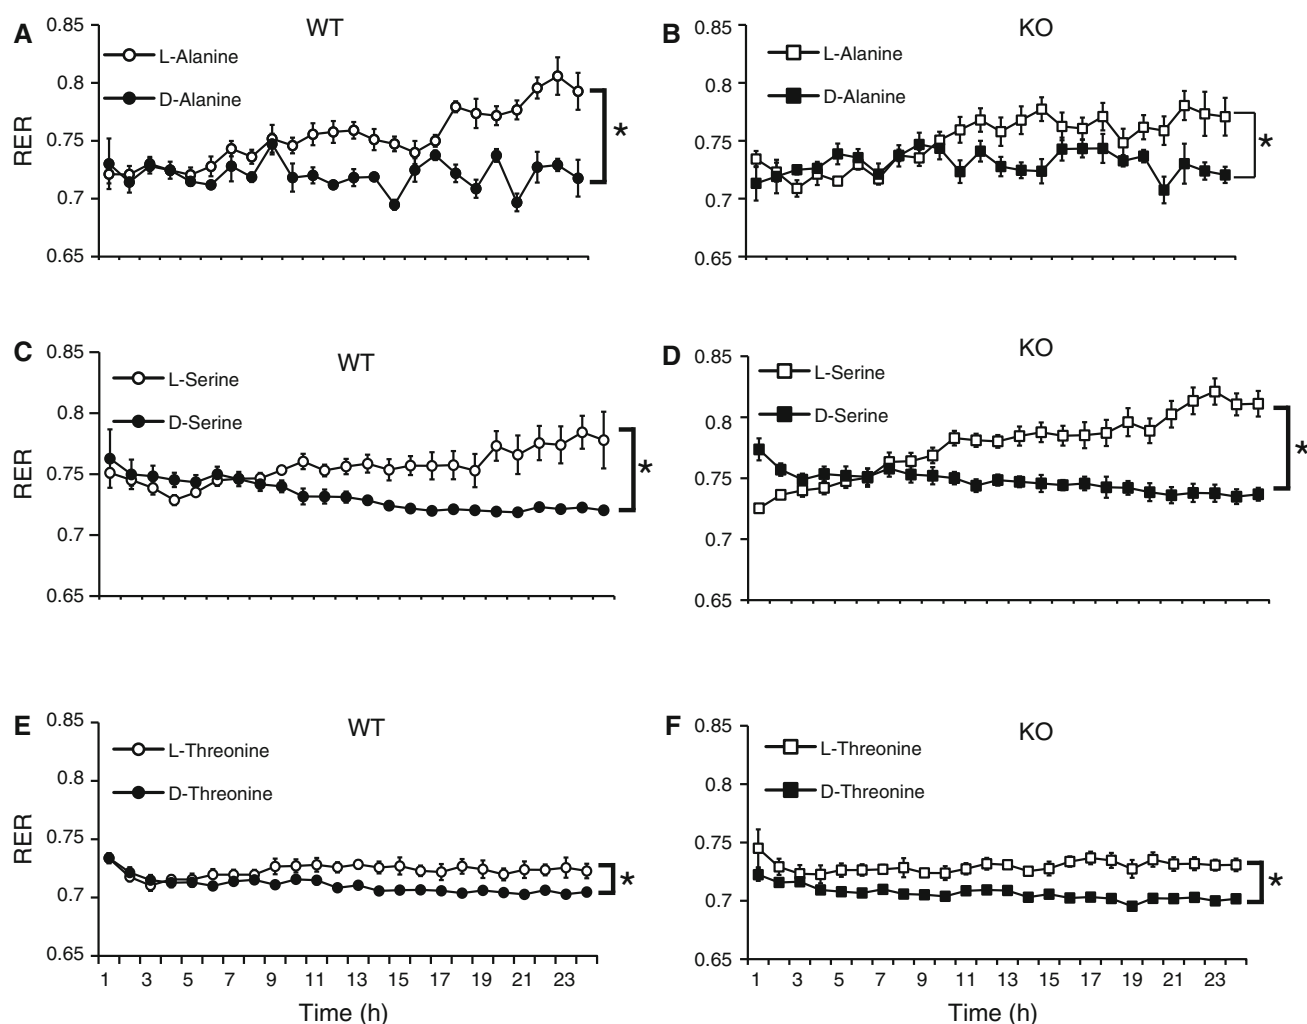 A
WT
0.85
L-Alanine
D-Alanine
0.8
0.75
0.7
0.65
RER
*
B
KO
0.85
L-Alanine
D-Alanine
0.8
0.75
0.7
0.65
*
C
WT
0.85
L-Serine
D-Serine
0.8
0.75
0.7
0.65
RER
*
D
KO
0.85
L-Serine
D-Serine
0.8
0.75
0.7
0.65
*
E
WT
0.85
L-Threonine
D-Threonine
0.8
0.75
0.7
0.65
RER
*
1 3 5 7 9 11 13 15 17 19 21 23
Time (h)
F
KO
0.85
L-Threonine
D-Threonine
0.8
0.75
0.7
0.65
*
1 3 5 7 9 11 13 15 17 19 21 23
Time (h)